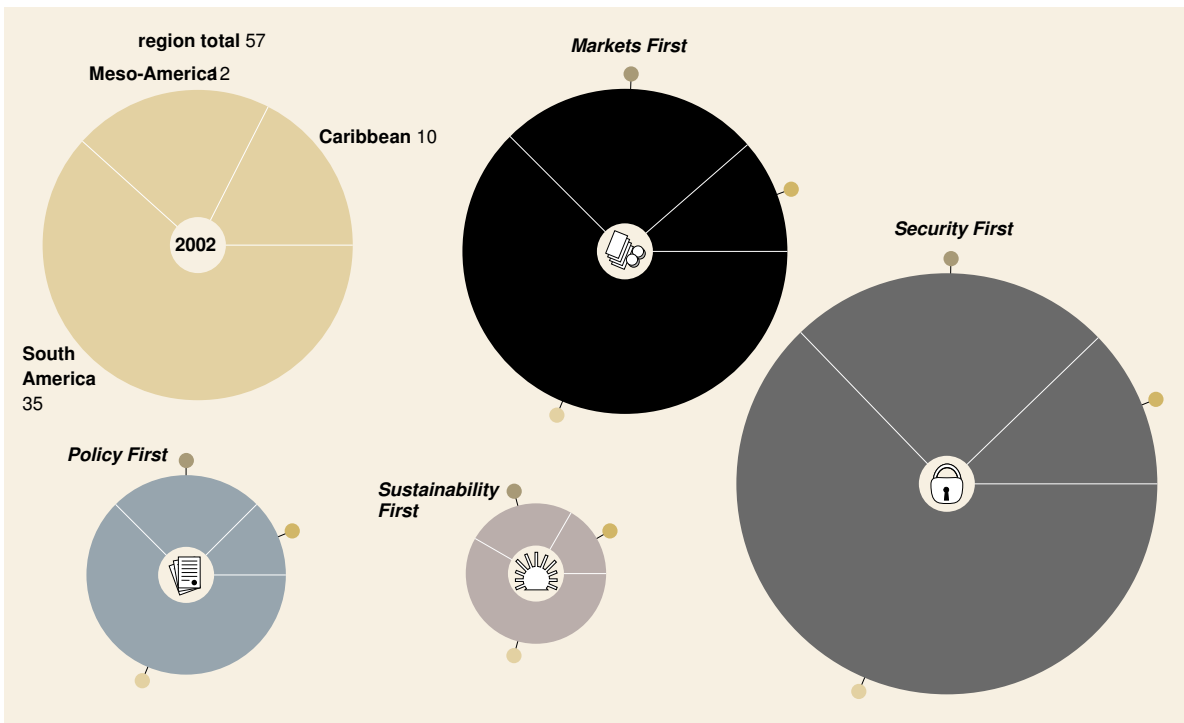 region total 57
Meso-America 12
Caribbean 10
2002
South
America
35
Markets First
Security First
Policy First
Sustainability
First